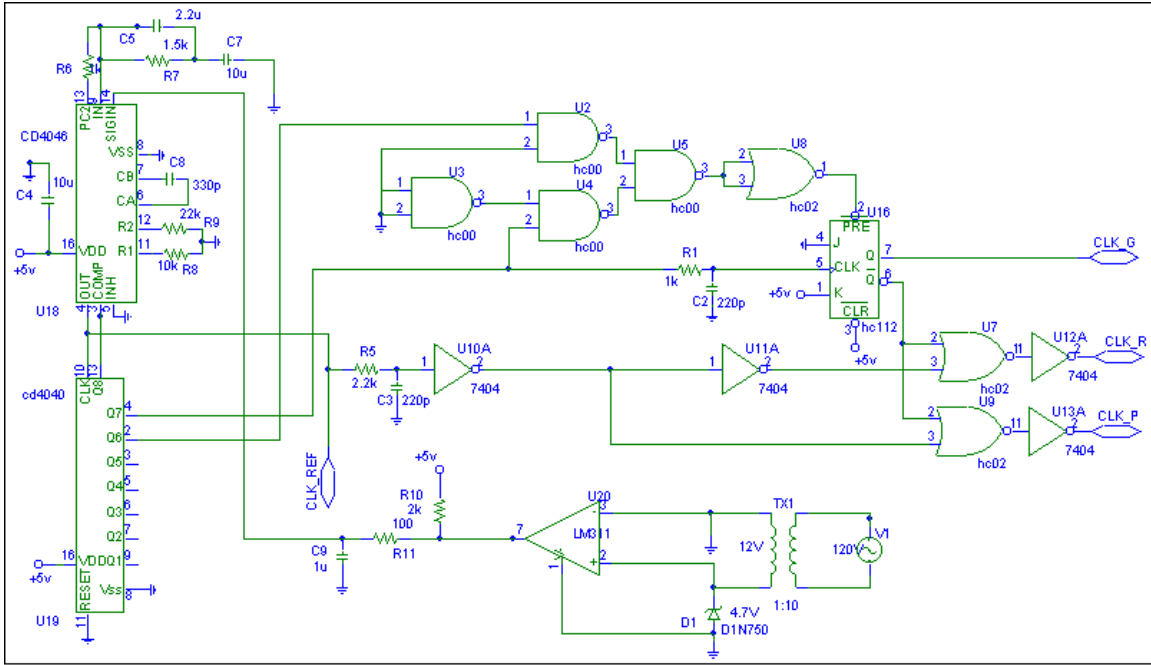 2.2u
C5
1.5k
C7
R6
1k
R7
10u
13
9
14
PC2
IN
SIGIN
CD4046
VSS
8
CB
7
C8
330p
CA
6
10u
C4
R2
12
22k
R9
R1
11
10k
R8
16
VDD
+5v
OUT
COMP
INH
U18
4
3
5
U2
1
2
3
hc00
U3
1
2
3
hc00
U4
1
2
3
hc00
U5
1
2
3
hc00
U8
2
3
1
hc02
2
U16
PRE
4
J
Q
7
CLK_G
5
CLK
Q
6
+5v
1
K
CLR
3
hc112
+5v
R1
1k
C2
220p
R5
2.2k
C3
220p
U10A
1
2
7404
U11A
1
2
7404
U7
2
3
11
hc02
U12A
2
7404
CLK_R
U9
2
3
11
hc02
U13A
2
7404
CLK_P
10
13
CLK
Q8
cd4040
Q7
4
Q6
2
Q5
3
Q4
5
Q3
6
Q2
7
16
VDD
Q1
9
+5v
RESET
Vss
8
U19
11
CLK_REF
+5v
R10
2k
100
R11
C9
1u
U20
7
LM311
-
3
+
2
1
TX1
12V
120V
V1
1:10
D1
4.7V
D1N750